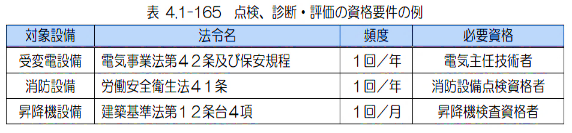 表 4.1-165 点検、診断・評価の資格要件の例
対象設備 法令名 頻度 必要資格
受変電設備 電気事業法第42条及び保安規程 1回／年 電気主任技術者
消防設備 労働安全衛生法41条 1回／年 消防設備点検資格者
昇降機設備 建築基準法第12条台4項 1回／月 昇降機検査資格者